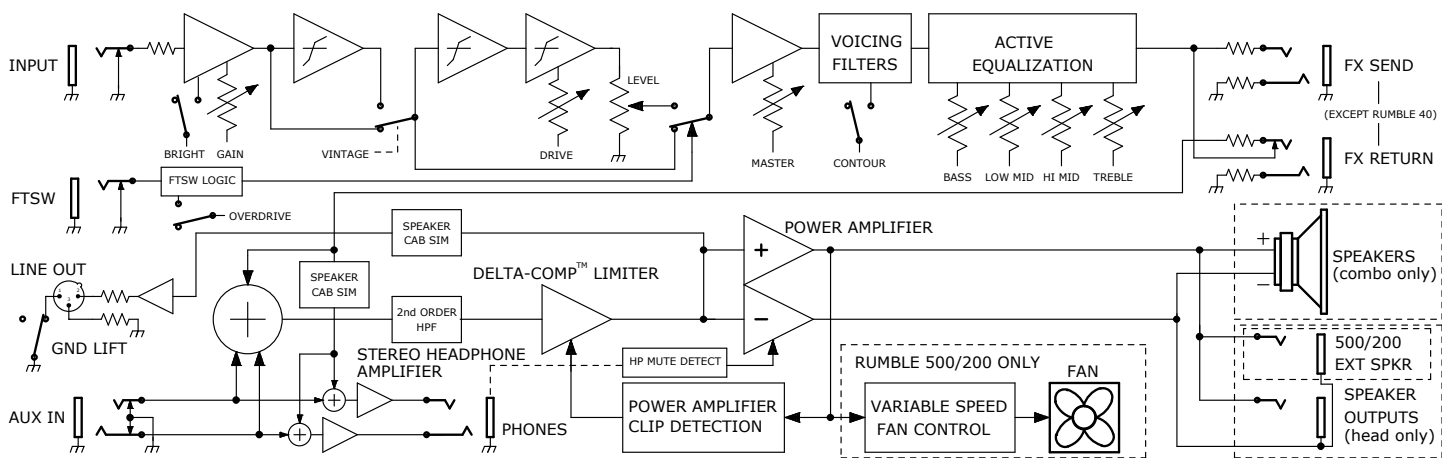 INPUT
BRIGHT
GAIN
VINTAGE
DRIVE
LEVEL
MASTER
VOICING
FILTERS
CONTOUR
ACTIVE
EQUALIZATION
BASS
LOW MID
HI MID
TREBLE
FX SEND
(EXCEPT RUMBLE 40)
FX RETURN
FTSW
FTSW LOGIC
OVERDRIVE
SPEAKER
CAB SIM
POWER AMPLIFIER
+
−
LINE OUT
1
2
3
GND LIFT
SPEAKER
CAB SIM
2nd ORDER
HPF
DELTA-COMP™ LIMITER
+
−
SPEAKERS
(combo only)
STEREO HEADPHONE
AMPLIFIER
HP MUTE DETECT
RUMBLE 500/200 ONLY
FAN
500/200
EXT SPKR
AUX IN
PHONES
POWER AMPLIFIER
CLIP DETECTION
VARIABLE SPEED
FAN CONTROL
SPEAKER
OUTPUTS
(head only)